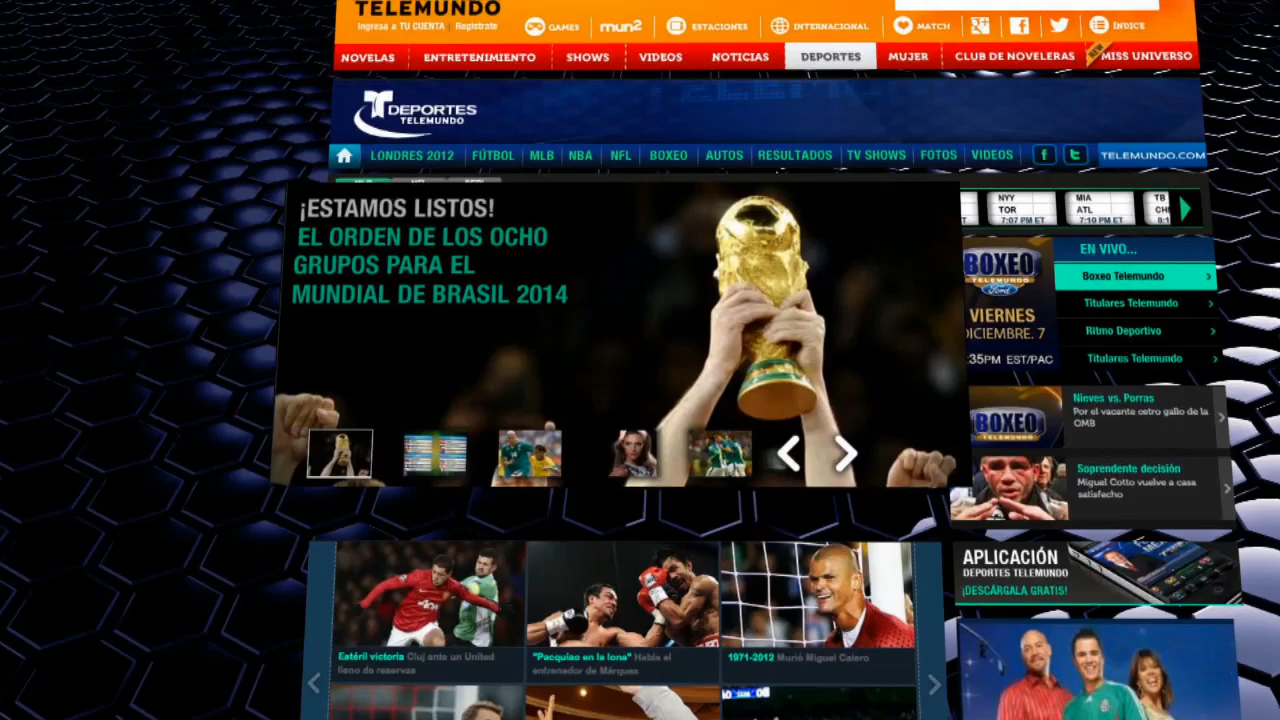 TELEMUNDO
Ingresa a TU CUENTA | Regístrate
GAMES
mun2
ESTACIONES
INTERNACIONAL
MATCH
ÍNDICE
NOVELAS
ENTRETENIMIENTO
SHOWS
VIDEOS
NOTICIAS
DEPORTES
MUJER
CLUB DE NOVELERAS
NEW
MISS UNIVERSO
DEPORTES
TELEMUNDO
LONDRES 2012
FÚTBOL
MLB
NBA
NFL
BOXEO
AUTOS
RESULTADOS
TV SHOWS
FOTOS
VIDEOS
TELEMUNDO.COM
¡ESTAMOS LISTOS!
EL ORDEN DE LOS OCHO
GRUPOS PARA EL
MUNDIAL DE BRASIL 2014
ET
NYY
TOR
7:07 PM ET
MIA
ATL
7:10 PM ET
TB
BOXEO
TELEMUNDO
Ford
VIERNES
DICIEMBRE. 7
:35PM EST/PAC
EN VIVO...
Boxeo Telemundo
Titulares Telemundo
Ritmo Deportivo
Titulares Telemundo
BOXEO
TELEMUNDO
Nieves vs. Porras
Por el vacante cetro gallo de la
OMB
Soprendente decisión
Miguel Cotto vuelve a casa
satisfecho
APLICACIÓN
DEPORTES TELEMUNDO
¡DESCÁRGALA GRATIS!
Estéril victoria Cluj ante un United
lleno de reservas
"Pacquiao en la lona" Habla el
entrenador de Márquez
1971-2012 Murió Miguel Calero